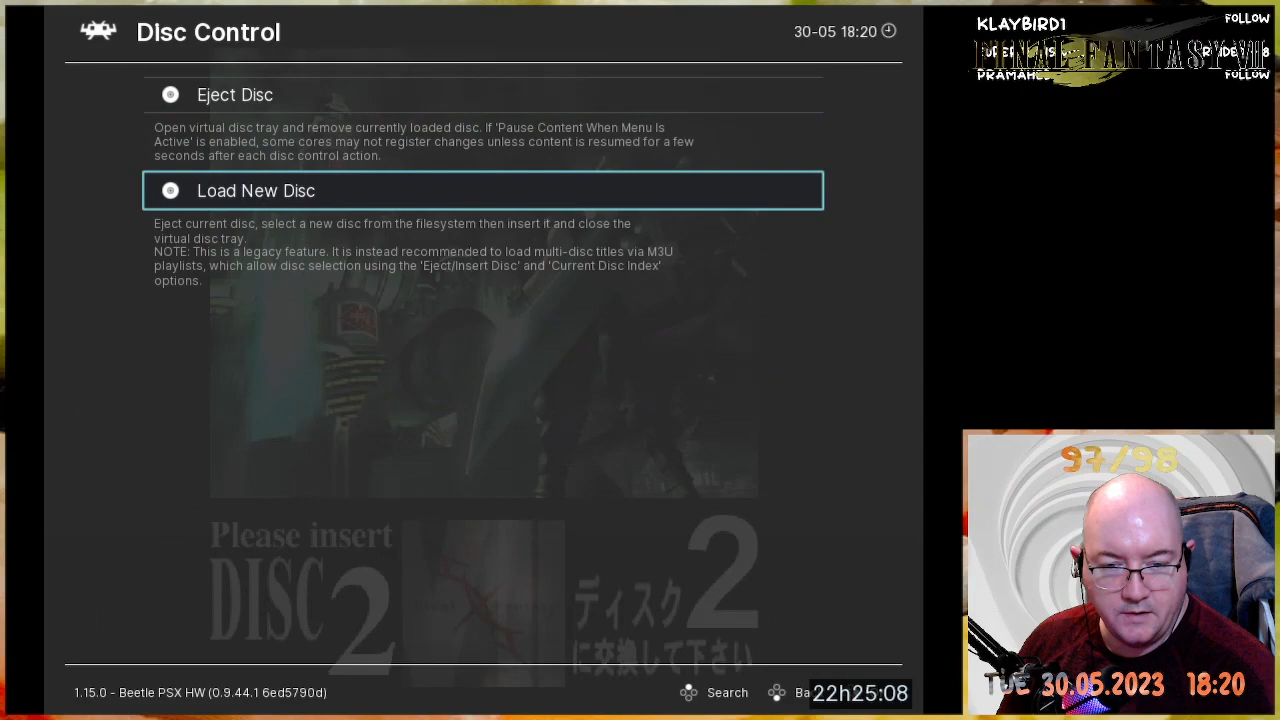 Disc Control
30-05 18:20
Eject Disc
Open virtual disc tray and remove currently loaded disc. If 'Pause Content When Menu Is
Active' is enabled, some cores may not register changes unless content is resumed for a few
seconds after each disc control action.
Load New Disc
Eject current disc, select a new disc from the filesystem then insert it and close the
virtual disc tray.
NOTE: This is a legacy feature. It is instead recommended to load multi-disc titles via M3U
playlists, which allow disc selection using the 'Eject/Insert Disc' and 'Current Disc Index'
options.
Please insert
DISC 2
ディスク2
に交換して下さい
1.15.0 - Beetle PSX HW (0.9.44.1 6ed5790d)
Search
Ba
22h25:08
KLAYBIRD1
FOLLOW
FINAL FANTASY VII
FOLLOW
97/98
TUE 30.05.2023 18:20